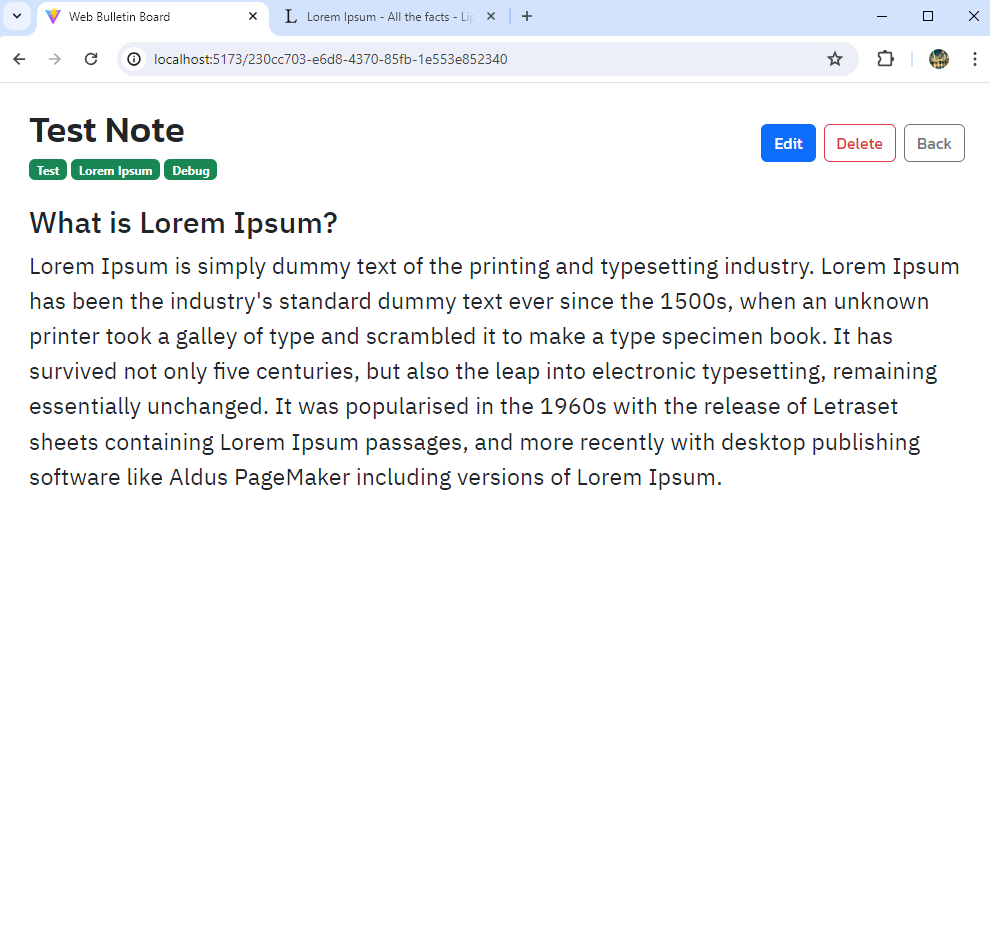 Web Bulletin Board
L Lorem Ipsum - All the facts - Lip
localhost:5173/230cc703-e6d8-4370-85fb-1e553e852340
Test Note
Edit Delete Back
Test Lorem Ipsum Debug
What is Lorem Ipsum?
Lorem Ipsum is simply dummy text of the printing and typesetting industry. Lorem Ipsum
has been the industry's standard dummy text ever since the 1500s, when an unknown
printer took a galley of type and scrambled it to make a type specimen book. It has
survived not only five centuries, but also the leap into electronic typesetting, remaining
essentially unchanged. It was popularised in the 1960s with the release of Letraset
sheets containing Lorem Ipsum passages, and more recently with desktop publishing
software like Aldus PageMaker including versions of Lorem Ipsum.